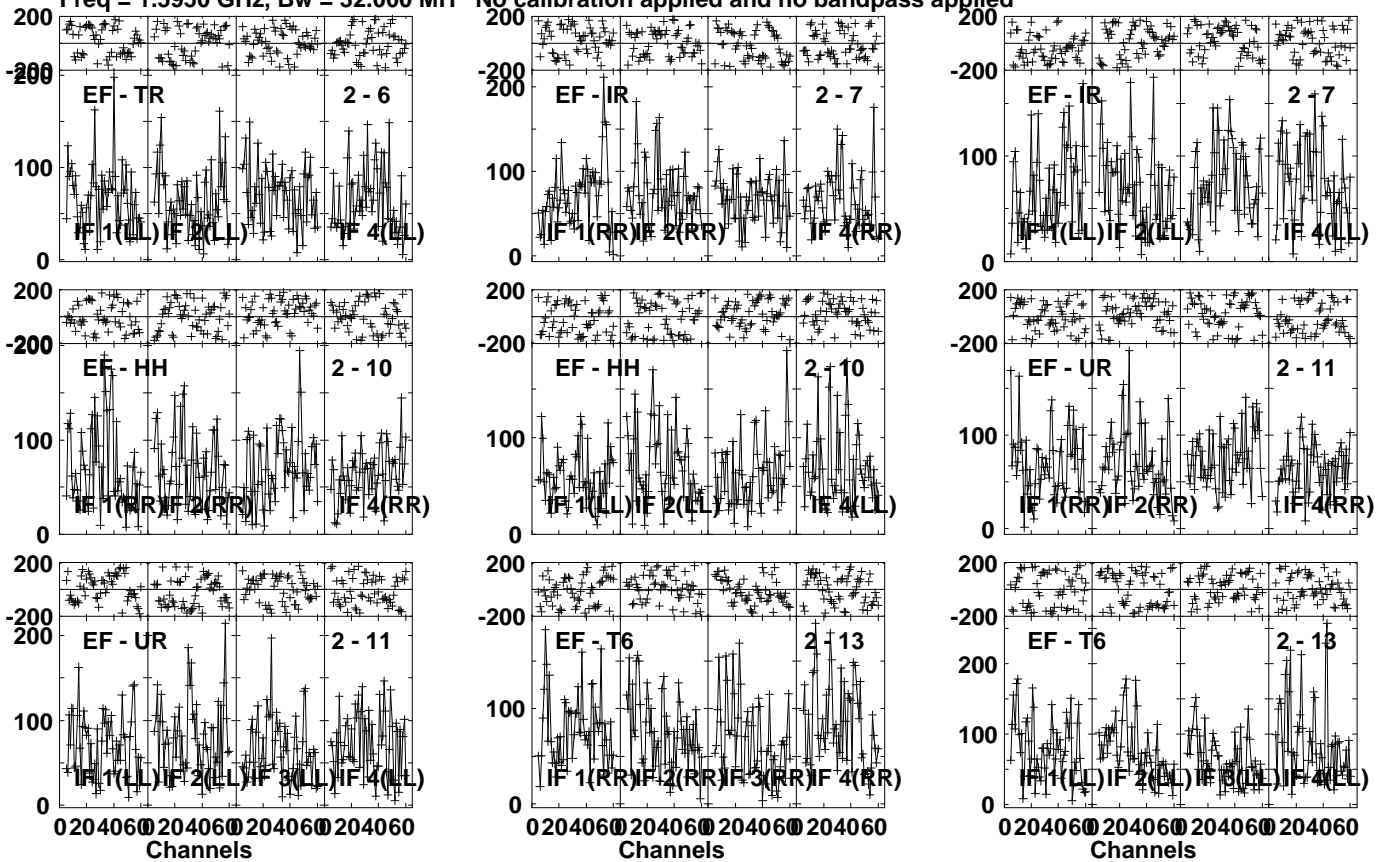 Freq = 1.5950 GHz, Bw = 32.000 MH No calibration applied and no bandpass applied
-200
200
EF - TR
2 - 6
100
IF 1(LL)
IF 2(LL)
IF 4(LL)
0
-200
200
EF - IR
2 - 7
100
IF 1(RR)
IF 2(RR)
IF 4(RR)
0
-200
EF - IR
2 - 7
100
IF 1(LL)
IF 2(LL)
IF 4(LL)
0
200
-200
200
EF - HH
2 - 10
100
IF 1(RR)
IF 2(RR)
IF 4(RR)
0
200
-200
EF - HH
2 - 10
100
IF 1(LL)
IF 2(LL)
IF 4(LL)
0
200
-200
EF - UR
2 - 11
100
IF 1(RR)
IF 2(RR)
IF 4(RR)
0
200
-200
200
EF - UR
2 - 11
100
IF 1(LL)
IF 2(LL)
IF 3(LL)
IF 4(LL)
0
0 20 40 60 0 20 40 60 0 20 40 60 0 20 40 60
Channels
200
-200
EF - T6
2 - 13
100
IF 1(RR)
IF 2(RR)
IF 3(RR)
IF 4(RR)
0
0 20 40 60 0 20 40 60 0 20 40 60 0 20 40 60
Channels
200
-200
200
EF - T6
2 - 13
100
IF 1(LL)
IF 2(LL)
IF 3(LL)
IF 4(LL)
0
0 20 40 60 0 20 40 60 0 20 40 60 0 20 40 60
Channels